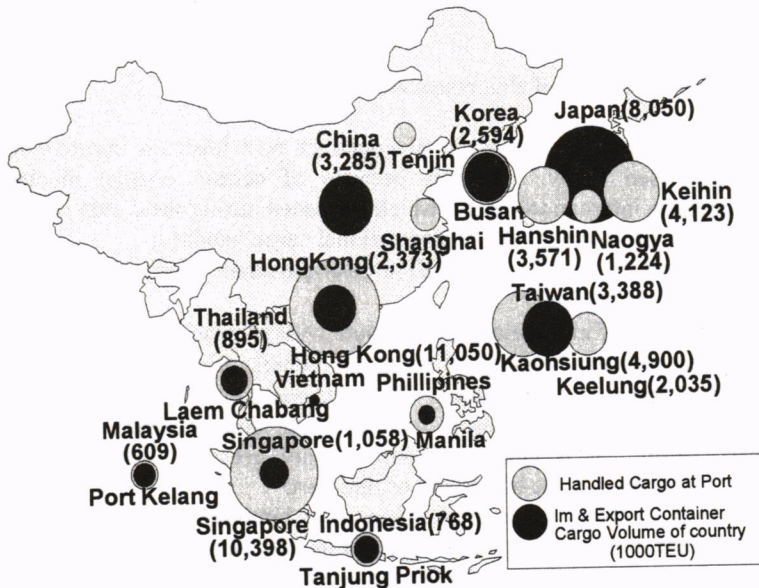 Korea
(2,594)
Japan(8,050)
China
(3,285)
Tenjin
Busan
Keihin
(4,123)
Shanghai
Hanshin
(3,571)
Naogya
(1,224)
HongKong(2,373)
Taiwan(3,388)
Thailand
(895)
Hong Kong(11,050)
Kaohsiung(4,900)
Keelung(2,035)
Vietnam
Phillipines
Laem Chabang
Malaysia
(609)
Singapore(1,058)
Manila
Port Kelang
Singapore
(10,398)
Indonesia(768)
Tanjung Priok
Handled Cargo at Port
Im & Export Container
Cargo Volume of country
(1000TEU)